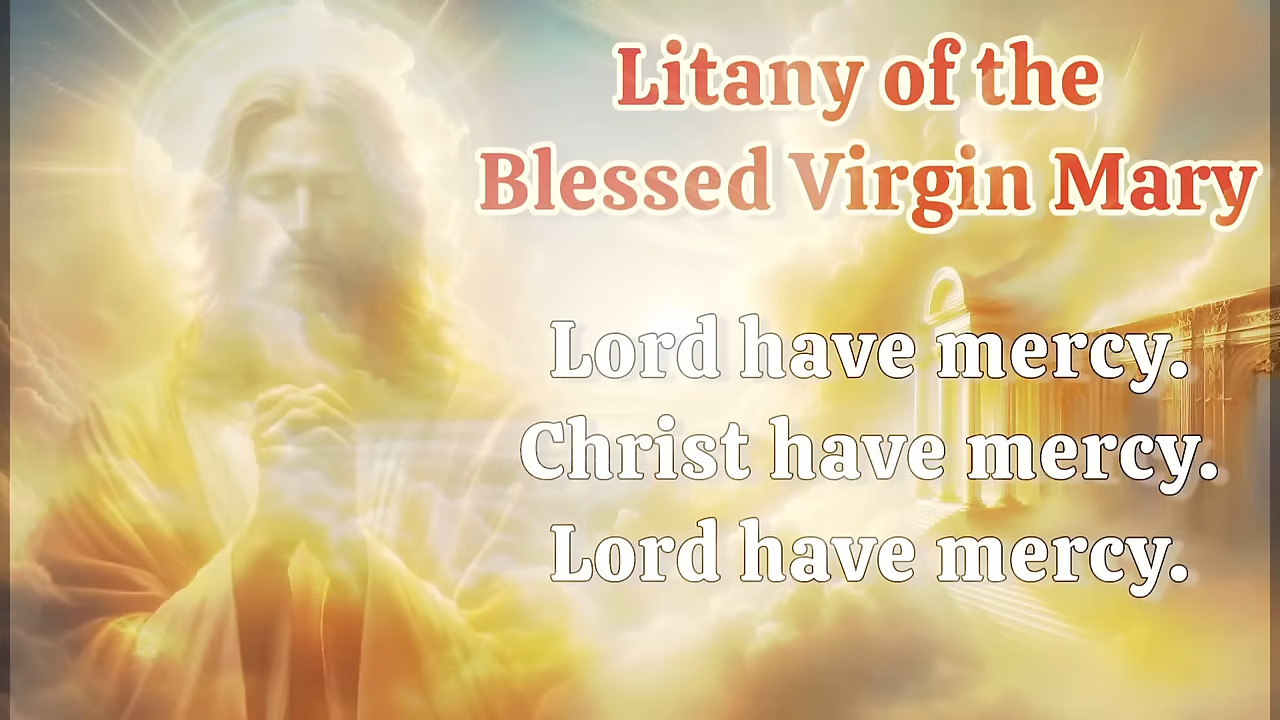 Litany of the
Blessed Virgin Mary
Lord have mercy.
Christ have mercy.
Lord have mercy.